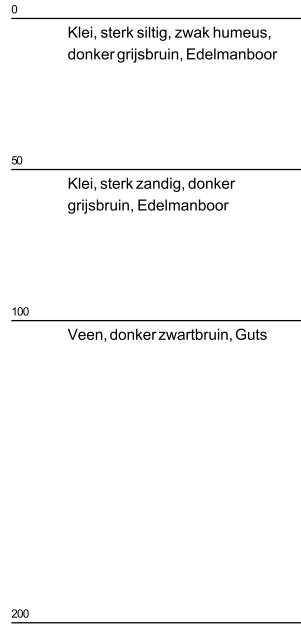 0
Klei, sterk siltig, zwak humeus,
donker grijsbruin, Edelmanboor
50
Klei, sterk zandig, donker
grijsbruin, Edelmanboor
100
Veen, donker zwartbruin, Guts
200